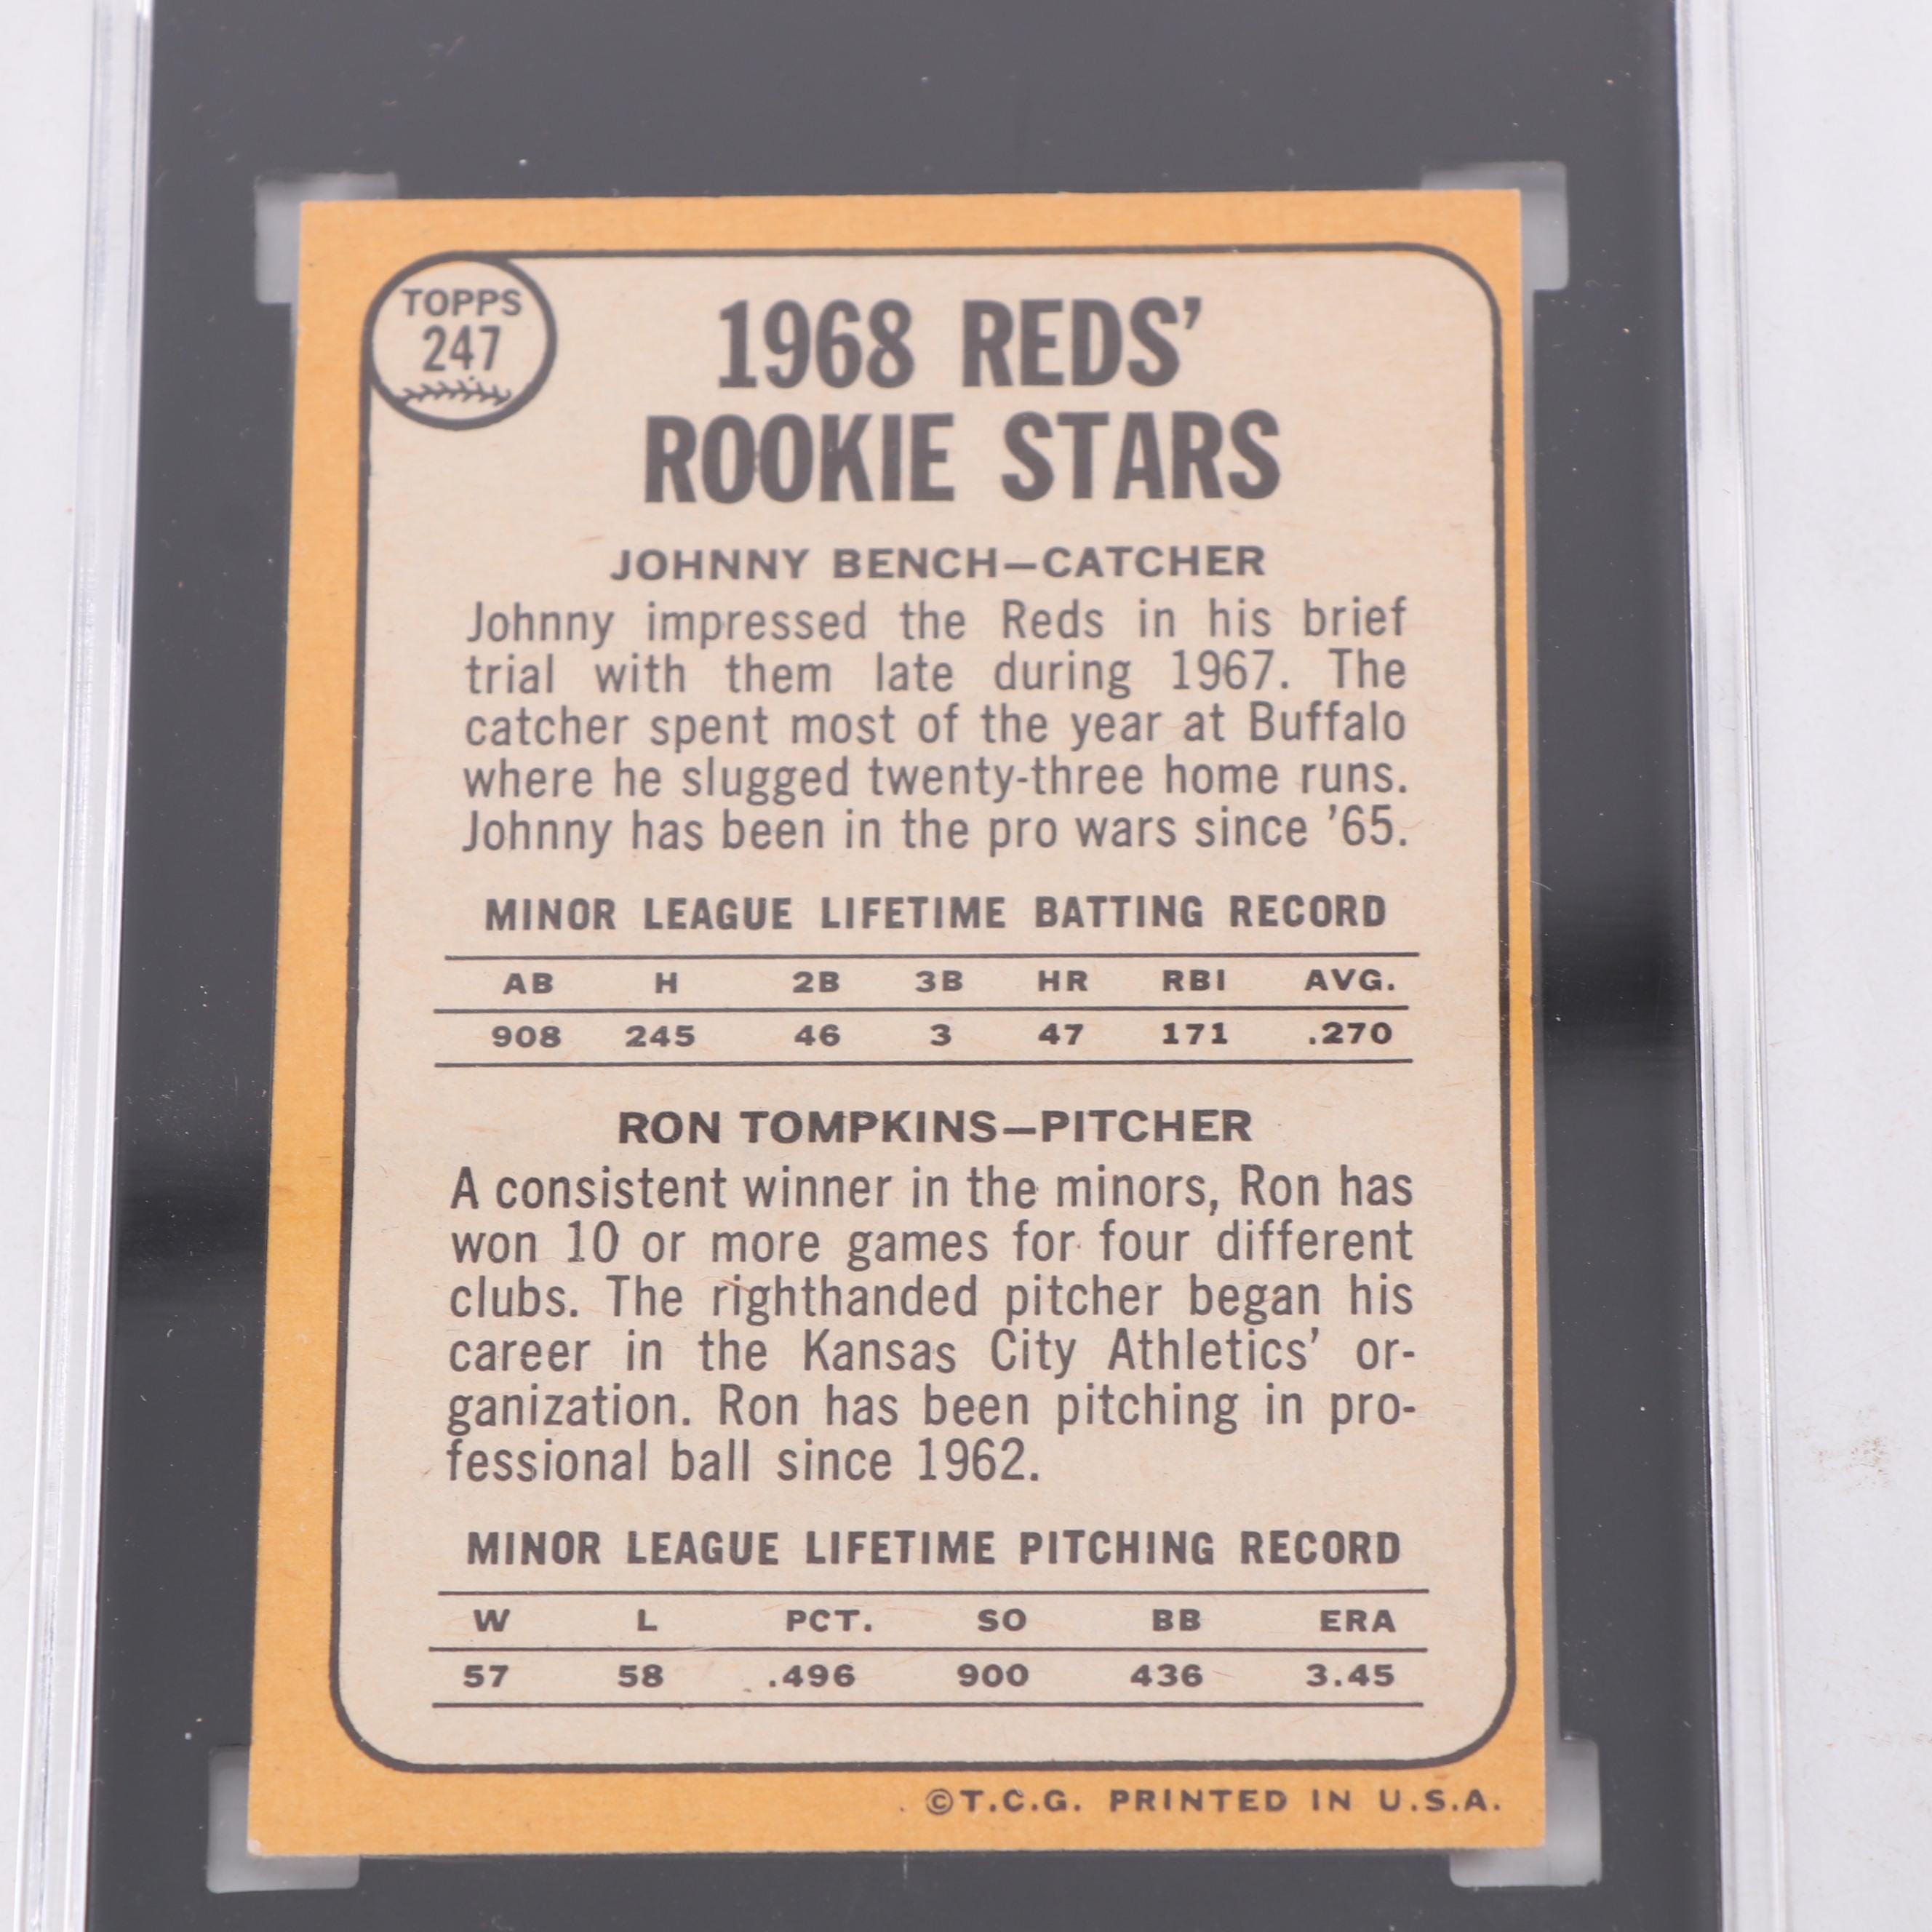 TOPPS
247
1968 REDS'
ROOKIE STARS
JOHNNY BENCH—CATCHER
Johnny impressed the Reds in his brief
trial with them late during 1967. The
catcher spent most of the year at Buffalo
where he slugged twenty-three home runs.
Johnny has been in the pro wars since '65.
MINOR LEAGUE LIFETIME BATTING RECORD
AB H 2B 3B HR RBI AVG.
908 245 46 3 47 171 .270
RON TOMPKINS—PITCHER
A consistent winner in the minors, Ron has
won 10 or more games for four different
clubs. The righthanded pitcher began his
career in the Kansas City Athletics' or-
ganization. Ron has been pitching in pro-
fessional ball since 1962.
MINOR LEAGUE LIFETIME PITCHING RECORD
W L PCT. SO BB ERA
57 58 .496 900 436 3.45
©T.C.G. PRINTED IN U.S.A.